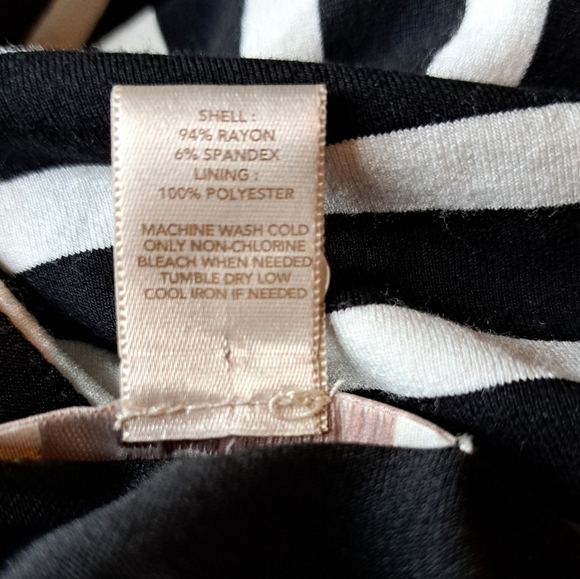 SHELL :
94% RAYON
6% SPANDEX
LINING :
100% POLYESTER
MACHINE WASH COLD
ONLY NON-CHLORINE
BLEACH WHEN NEEDED
TUMBLE DRY LOW
COOL IRON IF NEEDED